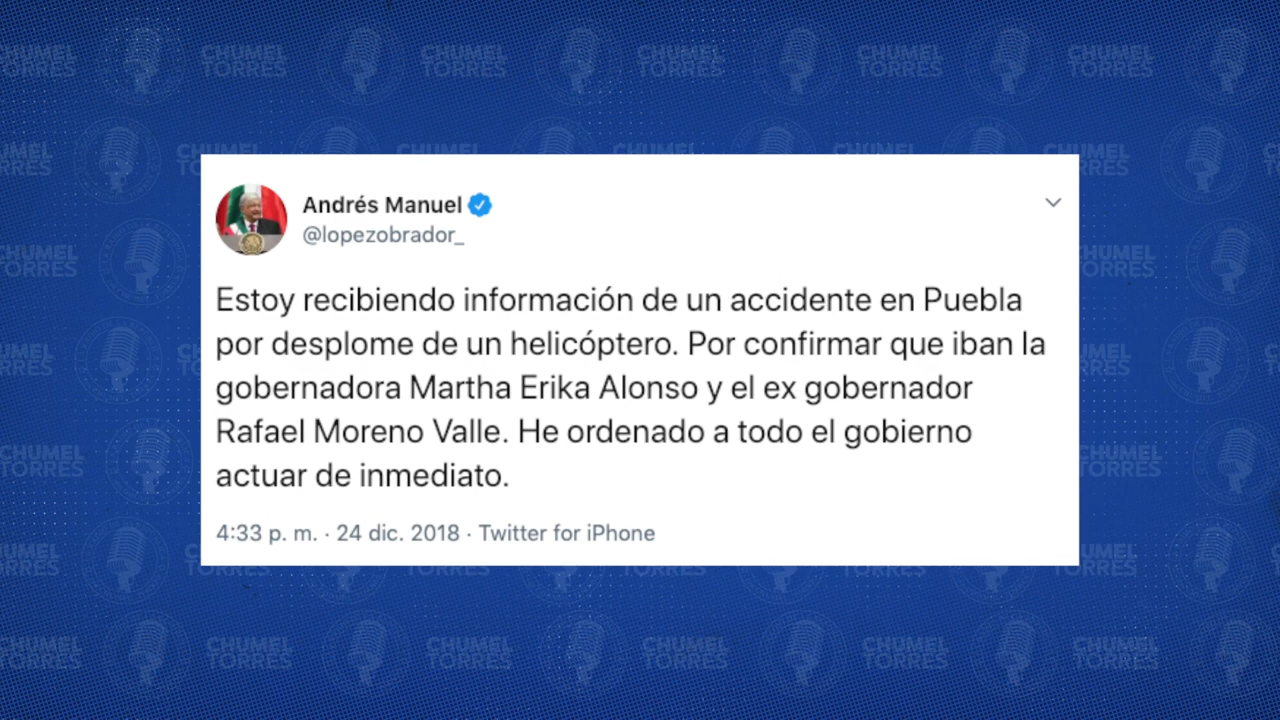 CHUMEL
TORRES
Andrés Manuel
@lopezobrador_
Estoy recibiendo información de un accidente en Puebla
por desplome de un helicóptero. Por confirmar que iban la
gobernadora Martha Erika Alonso y el ex gobernador
Rafael Moreno Valle. He ordenado a todo el gobierno
actuar de inmediato.
4:33 p. m. · 24 dic. 2018 · Twitter for iPhone